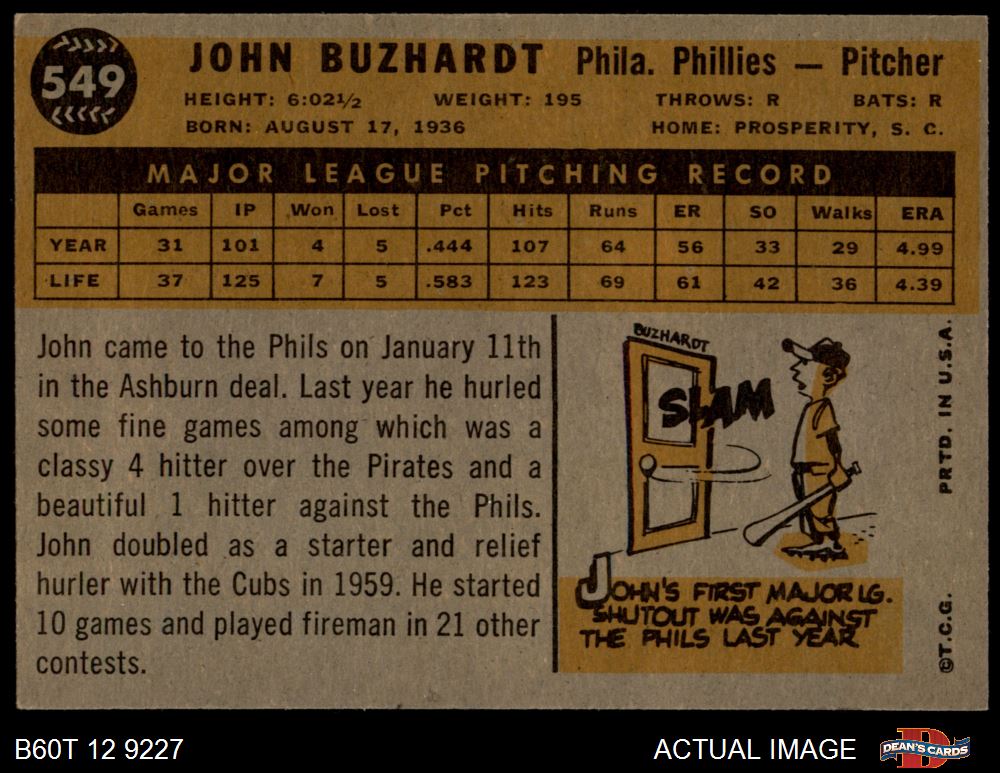 549
JOHN BUZHARDT Phila. Phillies — Pitcher
HEIGHT: 6:02½ WEIGHT: 195 THROWS: R BATS: R
BORN: AUGUST 17, 1936 HOME: PROSPERITY, S. C.
MAJOR LEAGUE PITCHING RECORD
Games IP Won Lost Pct Hits Runs ER SO Walks ERA
YEAR 31 101 4 5 .444 107 64 56 33 29 4.99
LIFE 37 125 7 5 .583 123 69 61 42 36 4.39
John came to the Phils on January 11th
in the Ashburn deal. Last year he hurled
some fine games among which was a
classy 4 hitter over the Pirates and a
beautiful 1 hitter against the Phils.
John doubled as a starter and relief
hurler with the Cubs in 1959. He started
10 games and played fireman in 21 other
contests.
BUZHARDT
SLAM
JOHN'S FIRST MAJOR LG.
SHUTOUT WAS AGAINST
THE PHILS LAST YEAR
©T.C.G. PRTD. IN U.S.A.
B60T 12 9227 ACTUAL IMAGE
DEAN'S CARDS